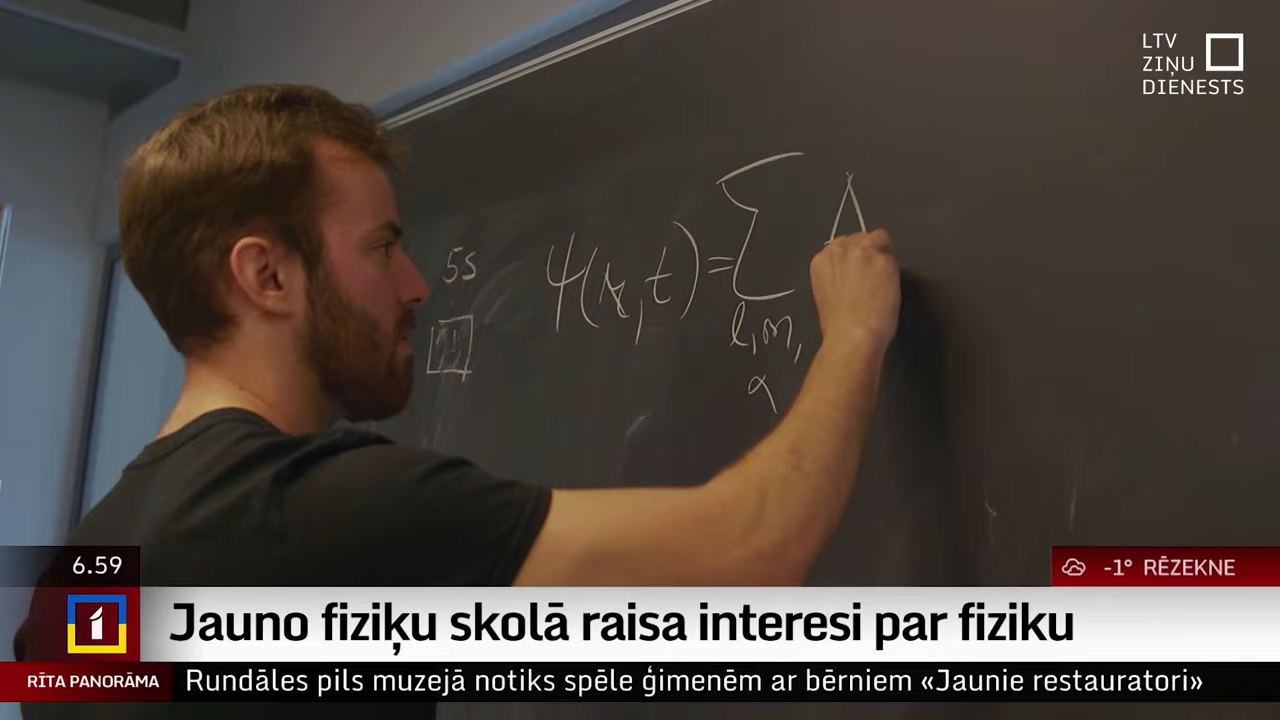 LTV
ZIŅU
DIENESTS
5s
Ψ(r,t) = Σ A
l,m,
α
6.59
-1° RĒZEKNE
1
Jauno fiziķu skolā raisa interesi par fiziku
RĪTA PANORĀMA
Rundāles pils muzejā notiks spēle ģimenēm ar bērniem «Jaunie restauratori»